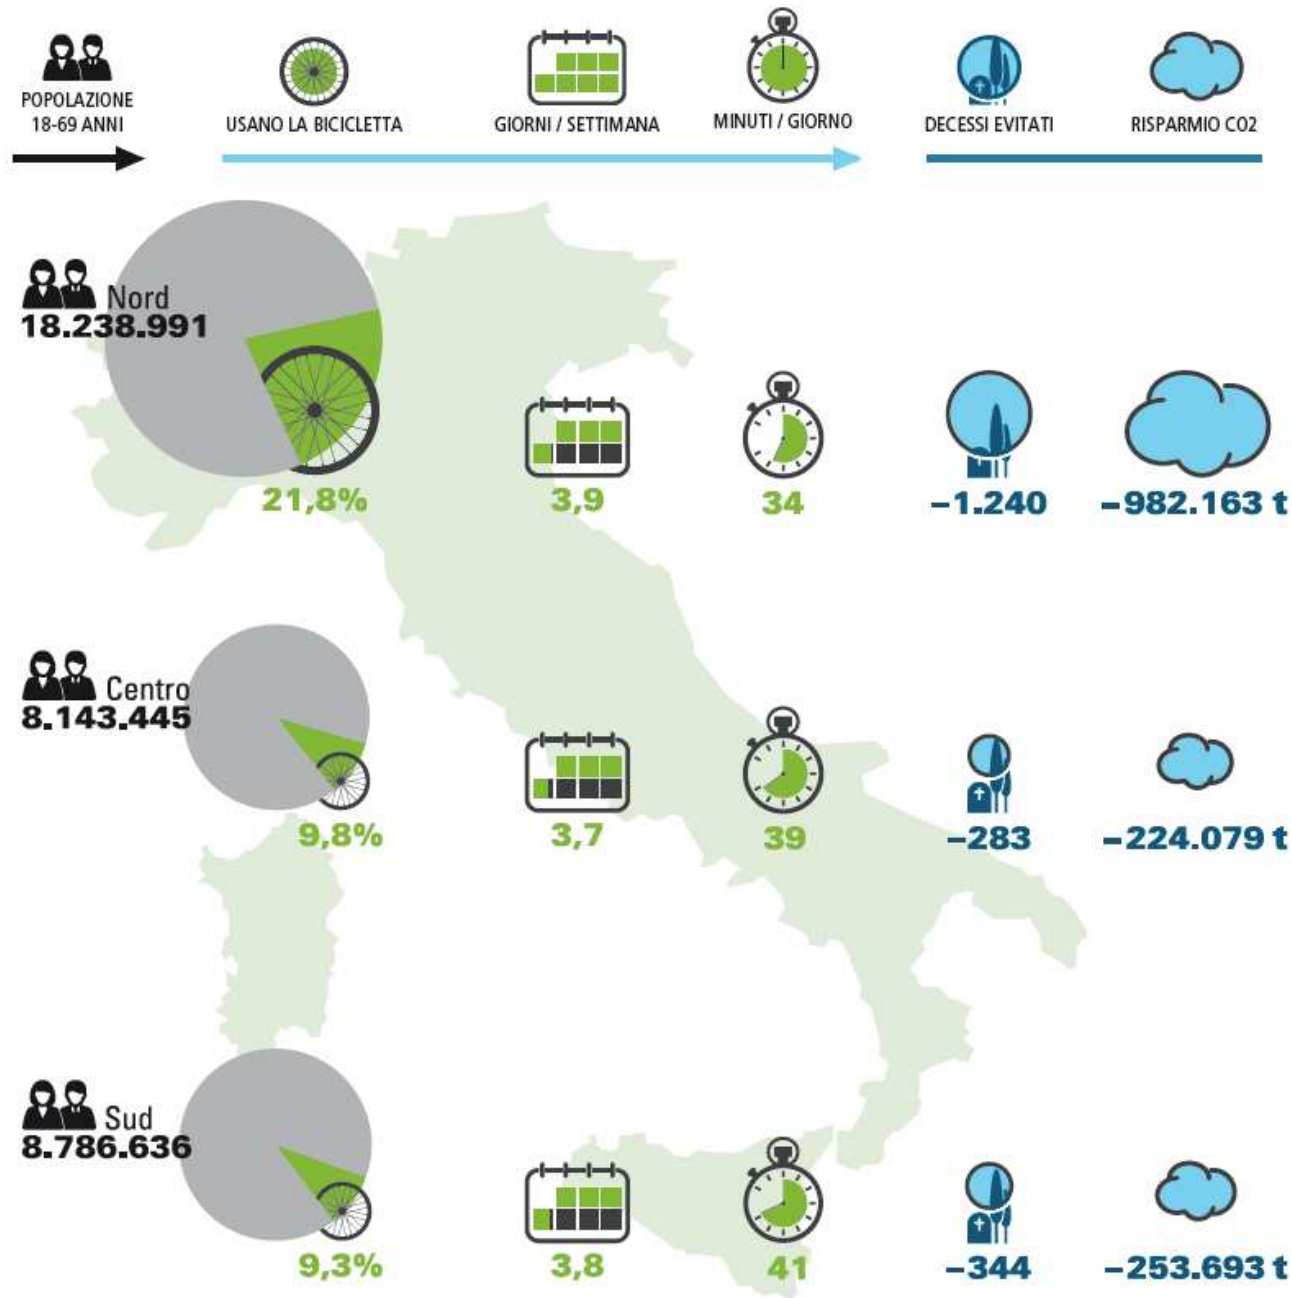 POPOLAZIONE
18-69 ANNI
USANO LA BICICLETTA
GIORNI / SETTIMANA
MINUTI / GIORNO
DECESSI EVITATI
RISPARMIO CO2
Nord
18.238.991
21,8%
3,9
34
–1.240
–982.163 t
Centro
8.143.445
9,8%
3,7
39
–283
–224.079 t
Sud
8.786.636
9,3%
3,8
41
–344
–253.693 t